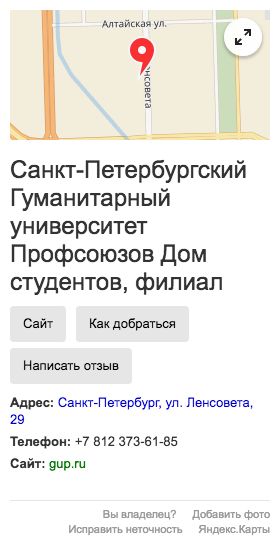 Алтайская ул.
Ленсовета
Санкт-Петербургский
Гуманитарный
университет
Профсоюзов Дом
студентов, филиал
Сайт
Как добраться
Написать отзыв
Адрес: Санкт-Петербург, ул. Ленсовета,
29
Телефон: +7 812 373-61-85
Сайт: gup.ru
Вы владелец? Добавить фото
Исправить неточность Яндекс.Карты